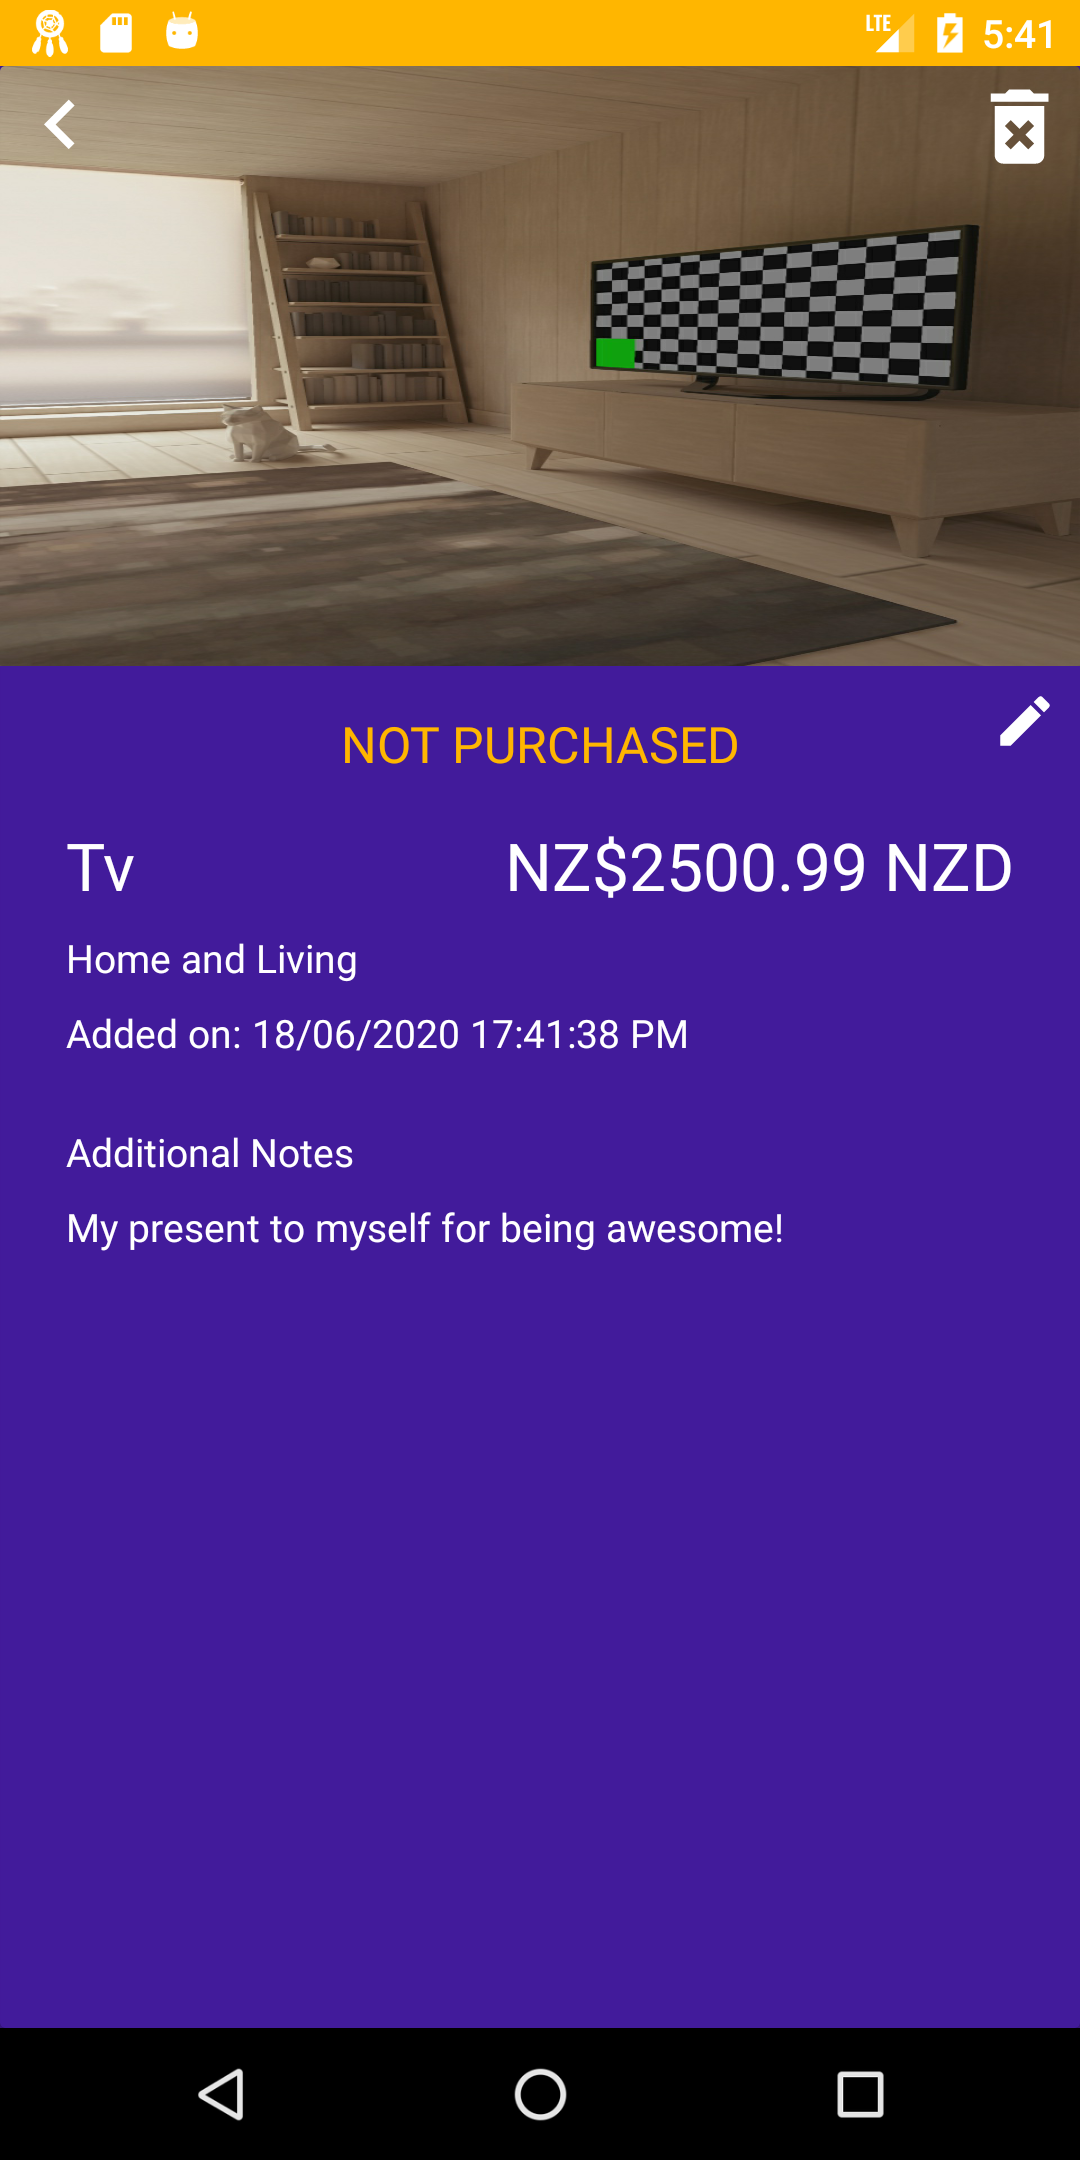 LTE 5:41
NOT PURCHASED
Tv NZ$2500.99 NZD
Home and Living
Added on: 18/06/2020 17:41:38 PM
Additional Notes
My present to myself for being awesome!